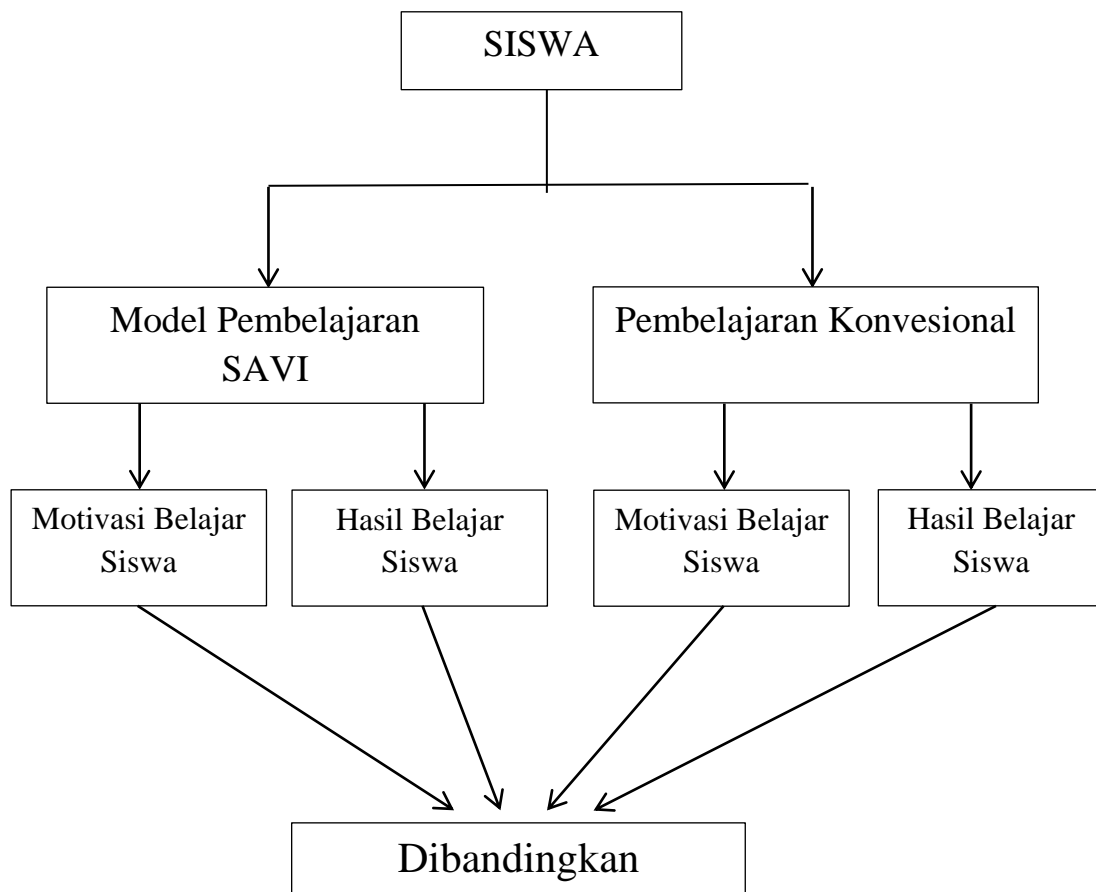 SISWA
Model Pembelajaran
SAVI
Pembelajaran Konvesional
Motivasi Belajar
Siswa
Hasil Belajar
Siswa
Motivasi Belajar
Siswa
Hasil Belajar
Siswa
Dibandingkan